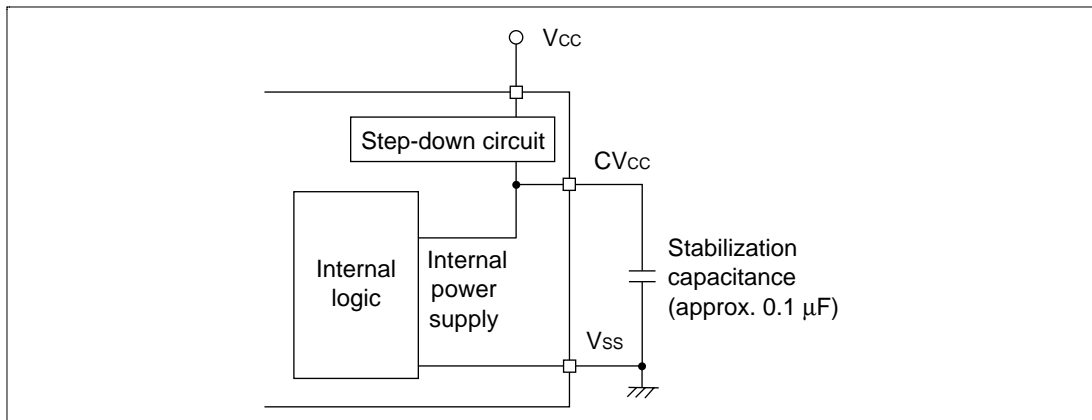 Vcc
Step-down circuit
CVcc
Internal
logic
Internal
power
supply
Stabilization
capacitance
(approx. 0.1 μF)
Vss